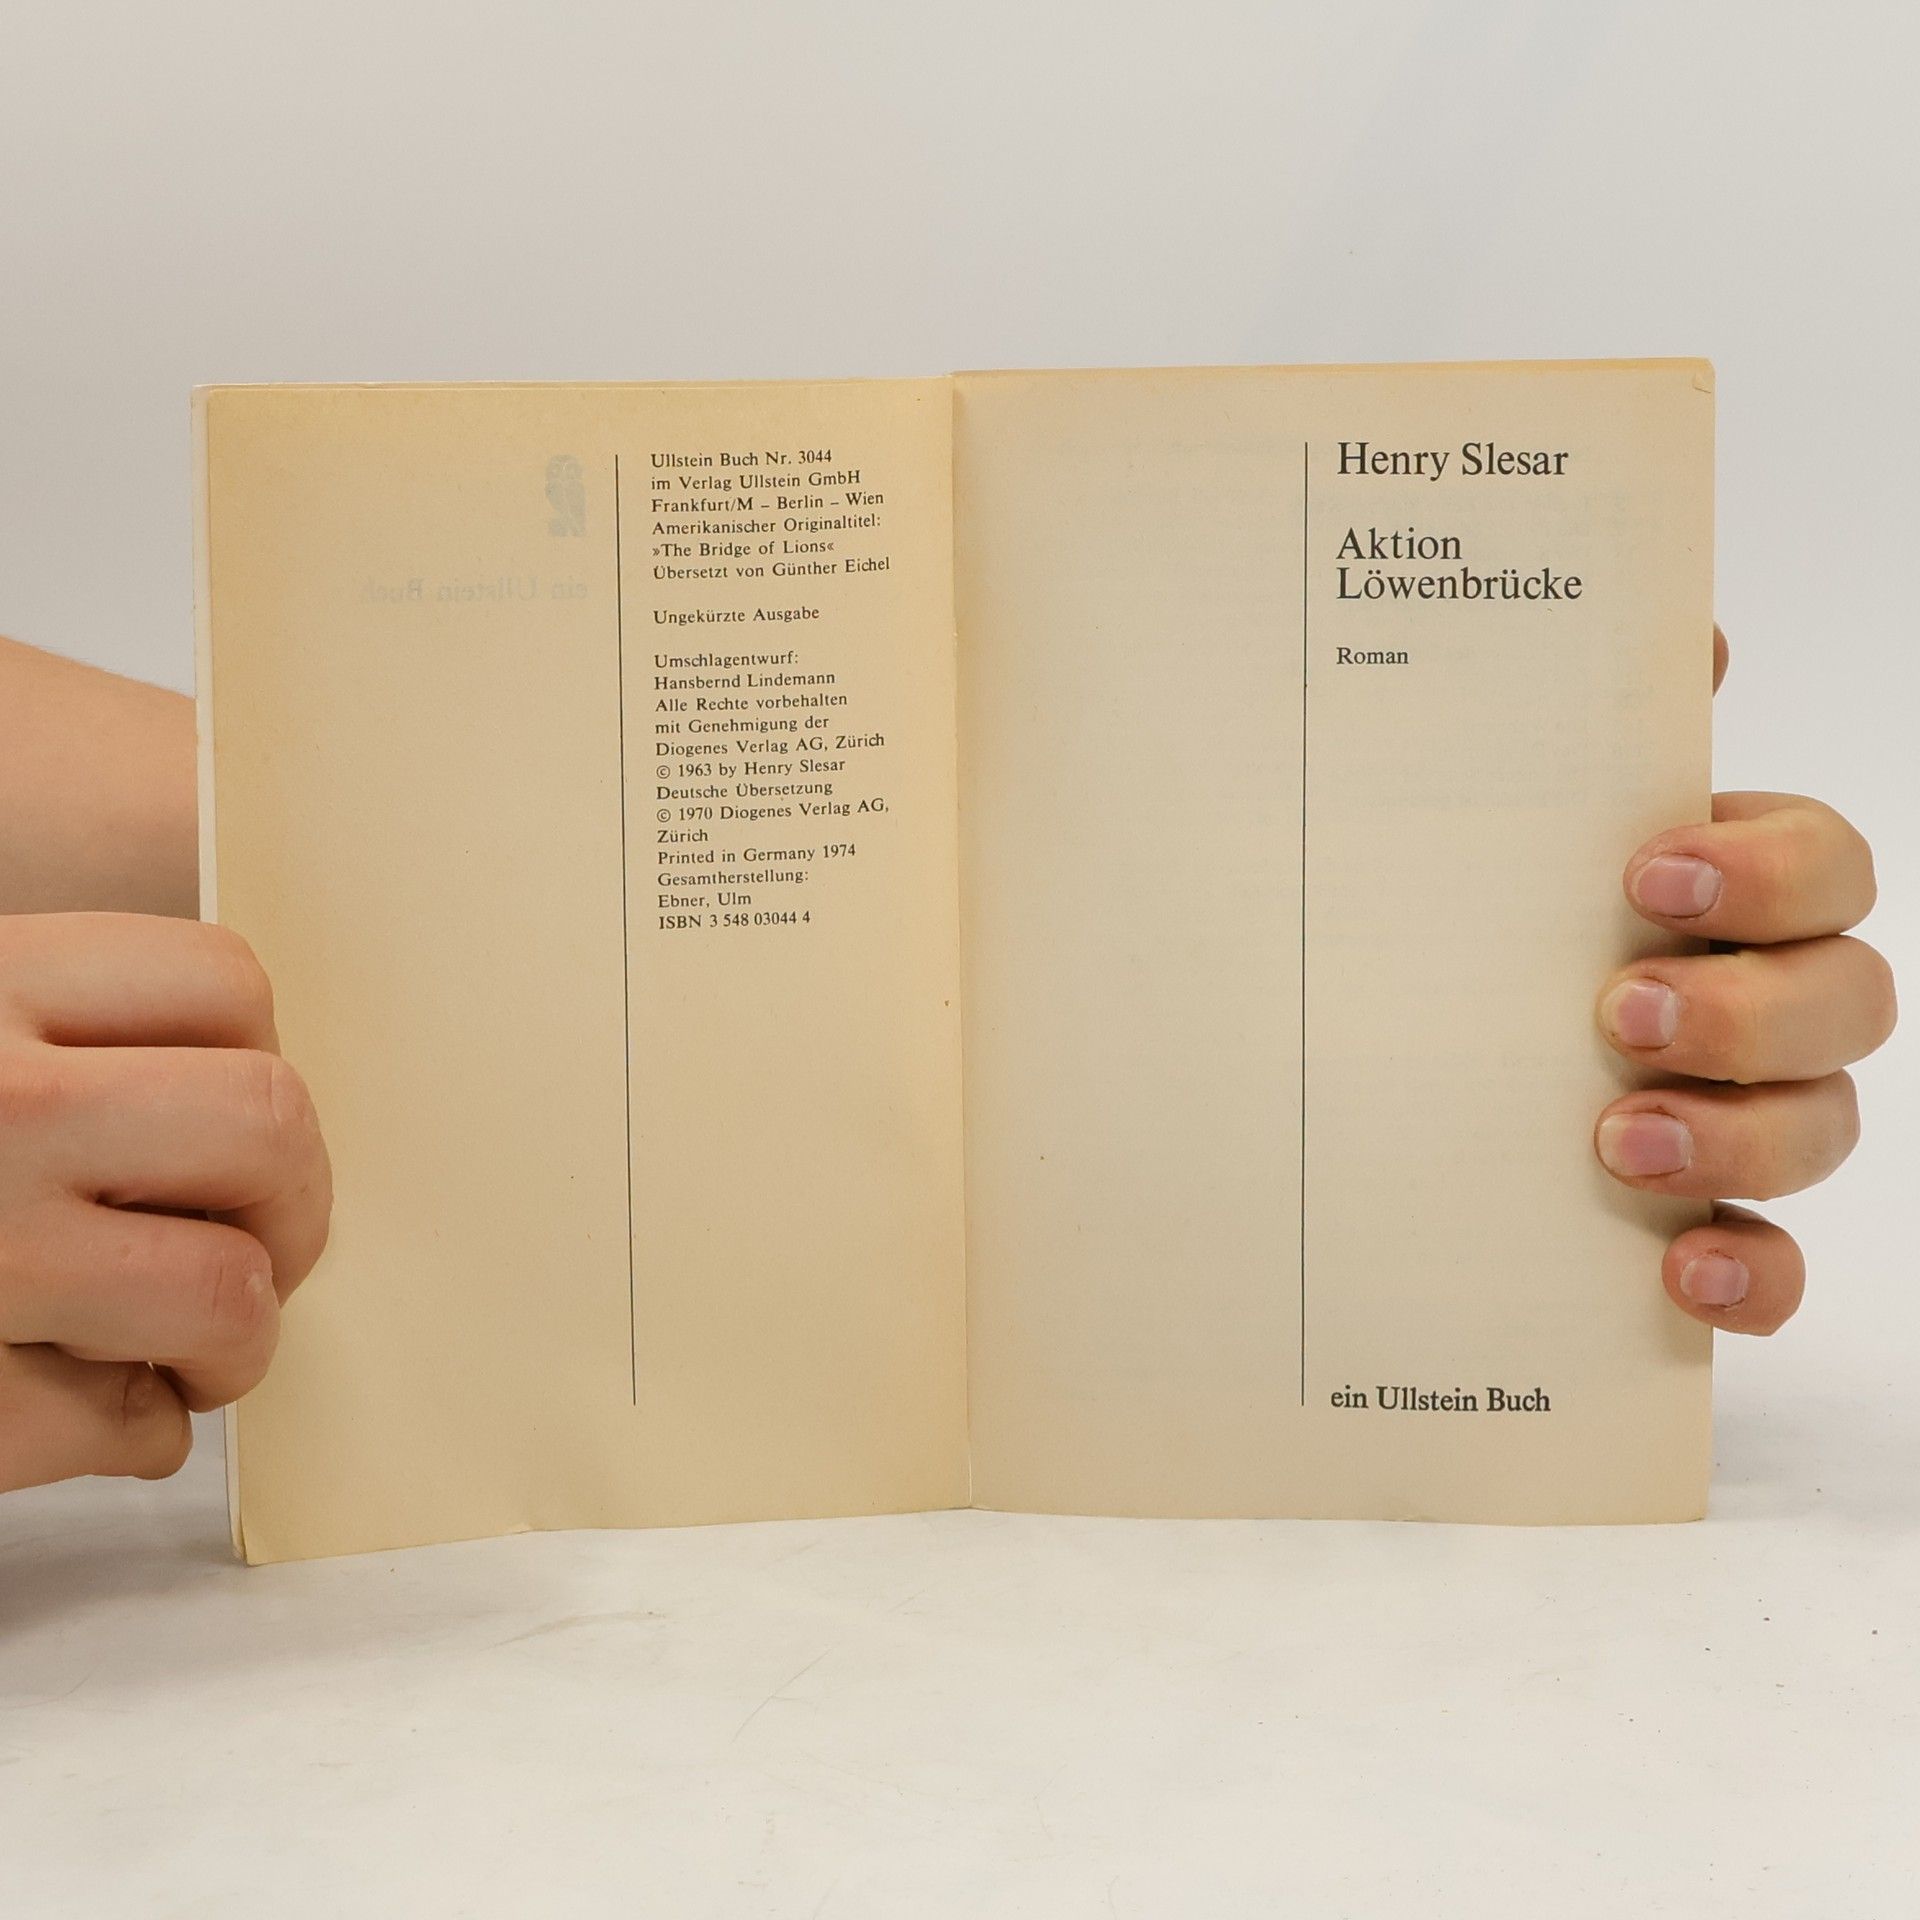 Ullstein Buch Nr. 3044
im Verlag Ullstein GmbH
Frankfurt/M – Berlin – Wien
Amerikanischer Originaltitel:
»The Bridge of Lions«
Übersetzt von Günther Eichel
Ungekürzte Ausgabe
Umschlagentwurf:
Hansbernd Lindemann
Alle Rechte vorbehalten
mit Genehmigung der
Diogenes Verlag AG, Zürich
© 1963 by Henry Slesar
Deutsche Übersetzung
© 1970 Diogenes Verlag AG,
Zürich
Printed in Germany 1974
Gesamtherstellung:
Ebner, Ulm
ISBN 3 548 03044 4
Henry Slesar
Aktion
Löwenbrücke
Roman
ein Ullstein Buch